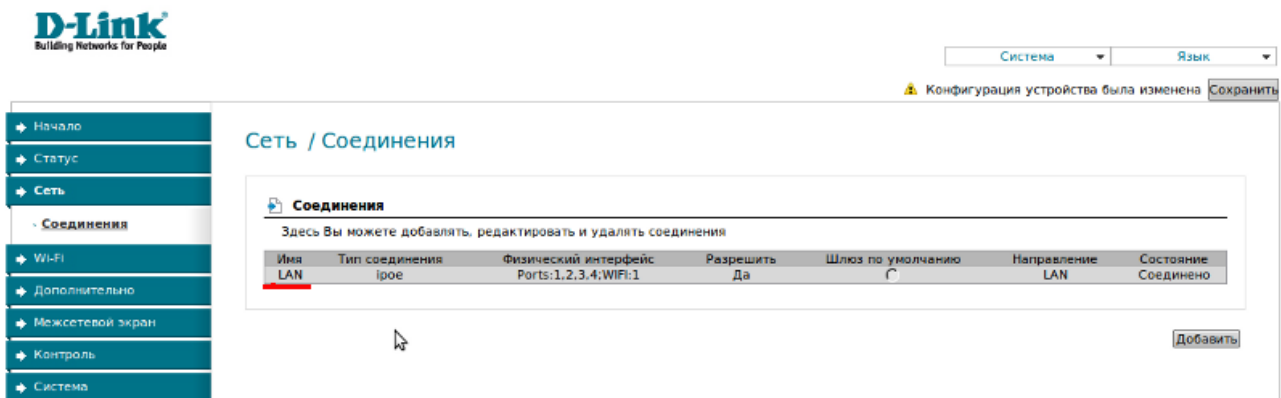 D-Link
Building Networks for People
Система Язык
Конфигурация устройства была изменена Сохранить
Начало
Статус
Сеть
Соединения
Wi-Fi
Дополнительно
Межсетевой экран
Контроль
Система
Сеть / Соединения
Соединения
Здесь Вы можете добавлять, редактировать и удалять соединения
Имя Тип соединения Физический интерфейс Разрешить Шлюз по умолчанию Направление Состояние
LAN ipoe Ports:1,2,3,4;WIFI:1 Да LAN Соединено
Добавить